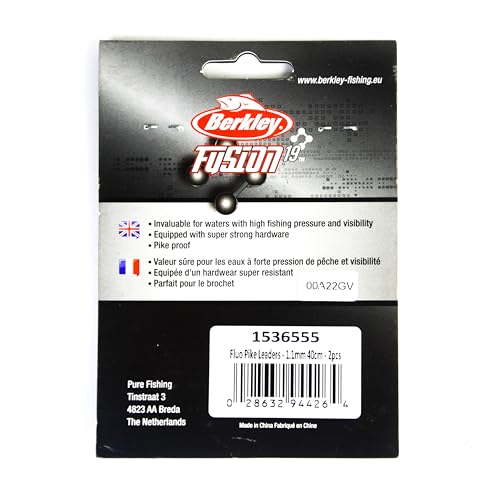 www.berkley-fishing.eu
Berkley
FUSION19™
• Invaluable for waters with high fishing pressure and visibility
• Equipped with super strong hardware
• Pike proof
• Valeur sûre pour les eaux à forte pression de pêche et visibilité
• Equipée d'un hardwear super resistant
• Parfait pour le brochet
00A22GV
1536555
Fluo Pike Leaders - 1.1mm 40cm - 2pcs
0 28632 94426 4
Pure Fishing
Tinstraat 3
4823 AA Breda
The Netherlands
Made in China Fabriqué en Chine